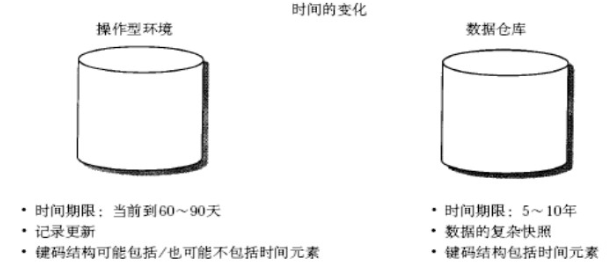 时间的变化
操作型环境
数据仓库
• 时间期限：当前到60～90天
• 记录更新
• 键码结构可能包括/也可能不包括时间元素
• 时间期限：5～10年
• 数据的复杂快照
• 键码结构包括时间元素